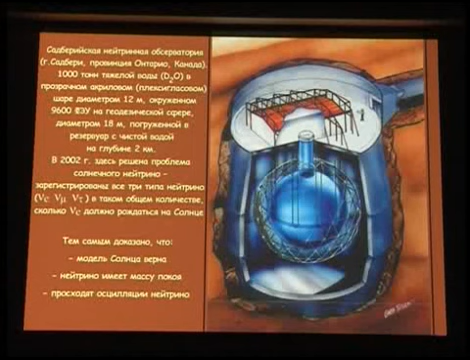 Садберийская нейтринная обсерватория
(г.Садбери, провинция Онтарио, Канада).
1000 тонн тяжелой воды (D₂O) в
прозрачном акриловом (плексигласовом)
шаре диаметром 12 м, окруженном
9600 ФЭУ на геодезической сфере,
диаметром 18 м, погруженной в
резервуар с чистой водой
на глубине 2 км.
В 2002 г. здесь решена проблема
солнечного нейтрино –
зарегистрированы все три типа нейтрино
(νe νμ ντ) в таком общем количестве,
сколько νe должно рождаться на Солнце
Тем самым доказано, что:
– модель Солнца верна
– нейтрино имеет массу покоя
– просходят осцилляции нейтрино